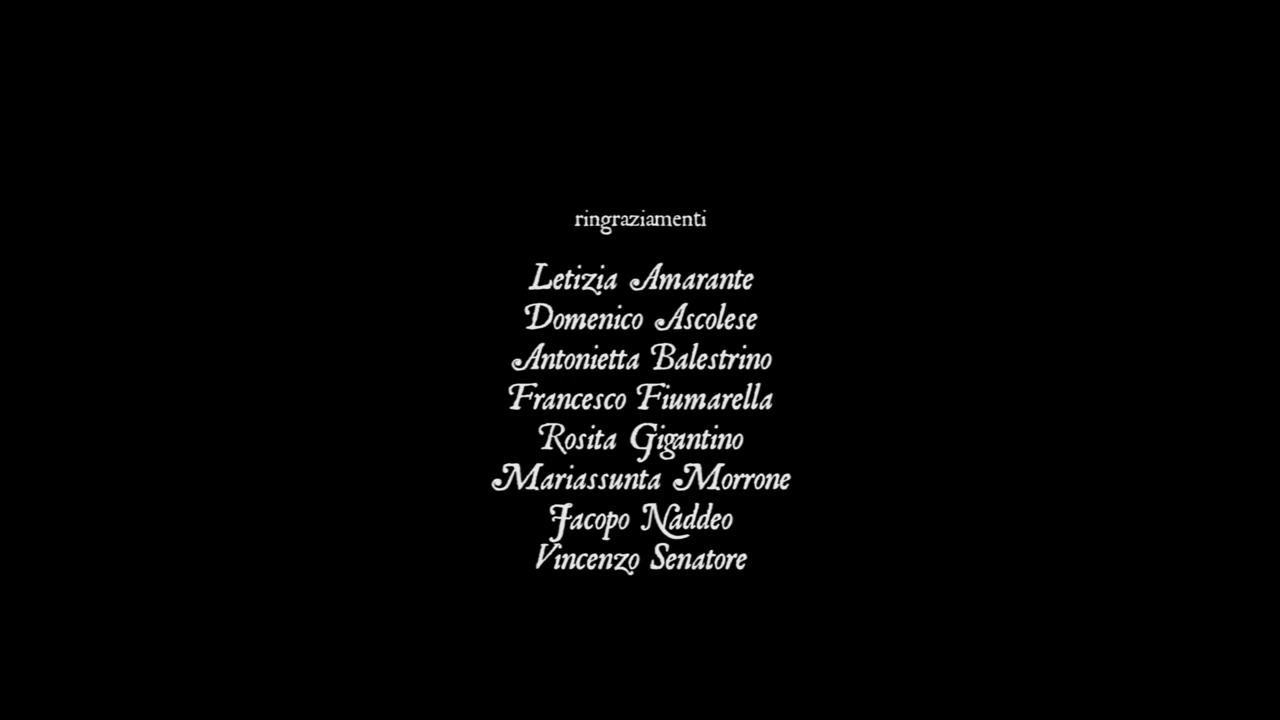 ringraziamenti
Letizia Amarante
Domenico Ascolese
Antonietta Balestrino
Francesco Fiumarella
Rosita Gigantino
Mariassunta Morrone
Jacopo Naddeo
Vincenzo Senatore